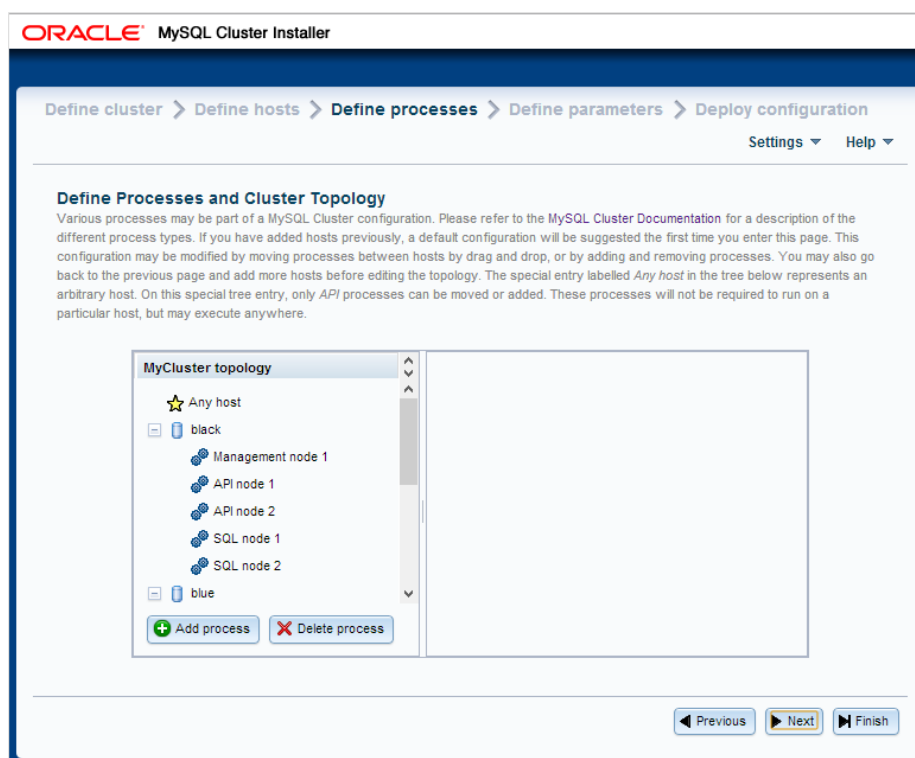 ORACLE® MySQL Cluster Installer
Define cluster > Define hosts > Define processes > Define parameters > Deploy configuration
Settings Help
Define Processes and Cluster Topology
Various processes may be part of a MySQL Cluster configuration. Please refer to the MySQL Cluster Documentation for a description of the
different process types. If you have added hosts previously, a default configuration will be suggested the first time you enter this page. This
configuration may be modified by moving processes between hosts by drag and drop, or by adding and removing processes. You may also go
back to the previous page and add more hosts before editing the topology. The special entry labelled Any host in the tree below represents an
arbitrary host. On this special tree entry, only API processes can be moved or added. These processes will not be required to run on a
particular host, but may execute anywhere.
MyCluster topology
Any host
black
Management node 1
API node 1
API node 2
SQL node 1
SQL node 2
blue
Add process Delete process
Previous Next Finish